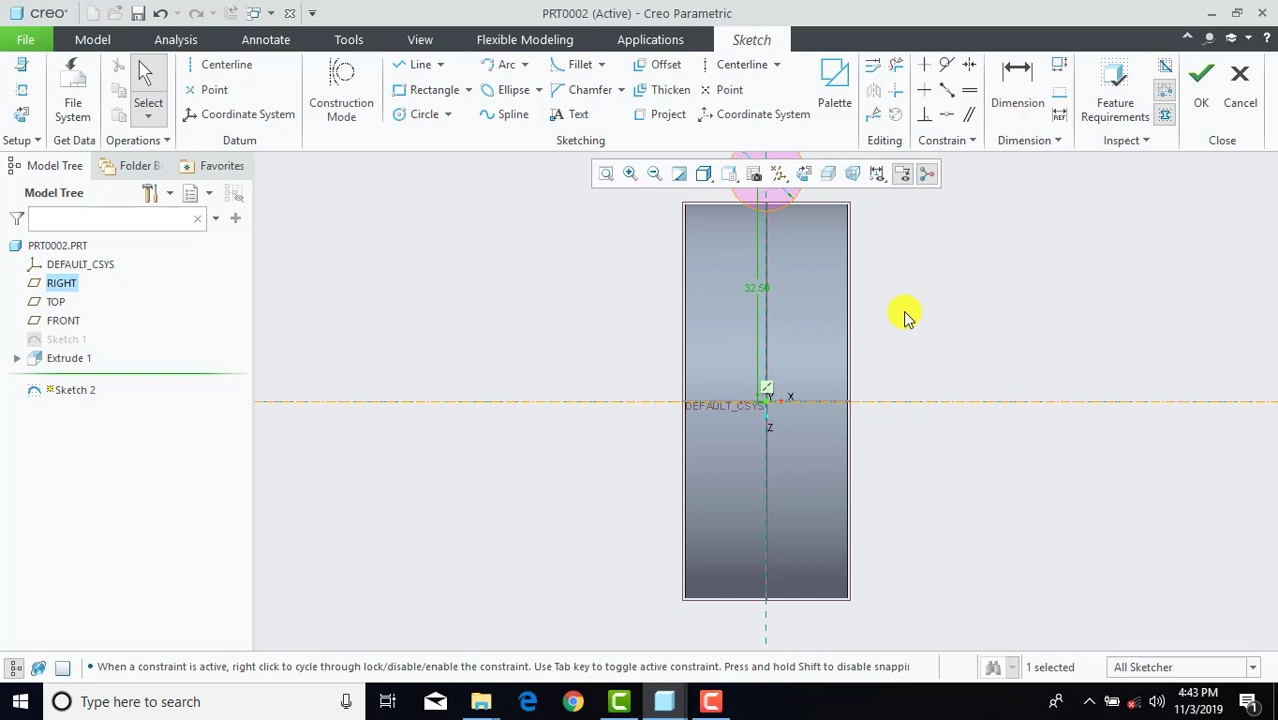 creo
PRT0002 (Active) - Creo Parametric
File
Model
Analysis
Annotate
Tools
View
Flexible Modeling
Applications
Sketch
Centerline
Line
Arc
Fillet
Offset
Centerline
Point
Rectangle
Ellipse
Chamfer
Thicken
Point
Coordinate System
Circle
Spline
Text
Project
Coordinate System
File System
Select
Construction Mode
Palette
Dimension
Feature Requirements
OK
Cancel
Setup
Get Data
Operations
Datum
Sketching
Editing
Constrain
Dimension
Inspect
Close
Model Tree
Folder B
Favorites
Model Tree
PRT0002.PRT
DEFAULT_CSYS
RIGHT
TOP
FRONT
Sketch 1
Extrude 1
Sketch 2
32.50
DEFAULT_CSYS
Y
X
Z
• When a constraint is active, right click to cycle through lock/disable/enable the constraint. Use Tab key to toggle active constraint. Press and hold Shift to disable snappi
1 selected
All Sketcher
Type here to search
4:43 PM
11/3/2019
1